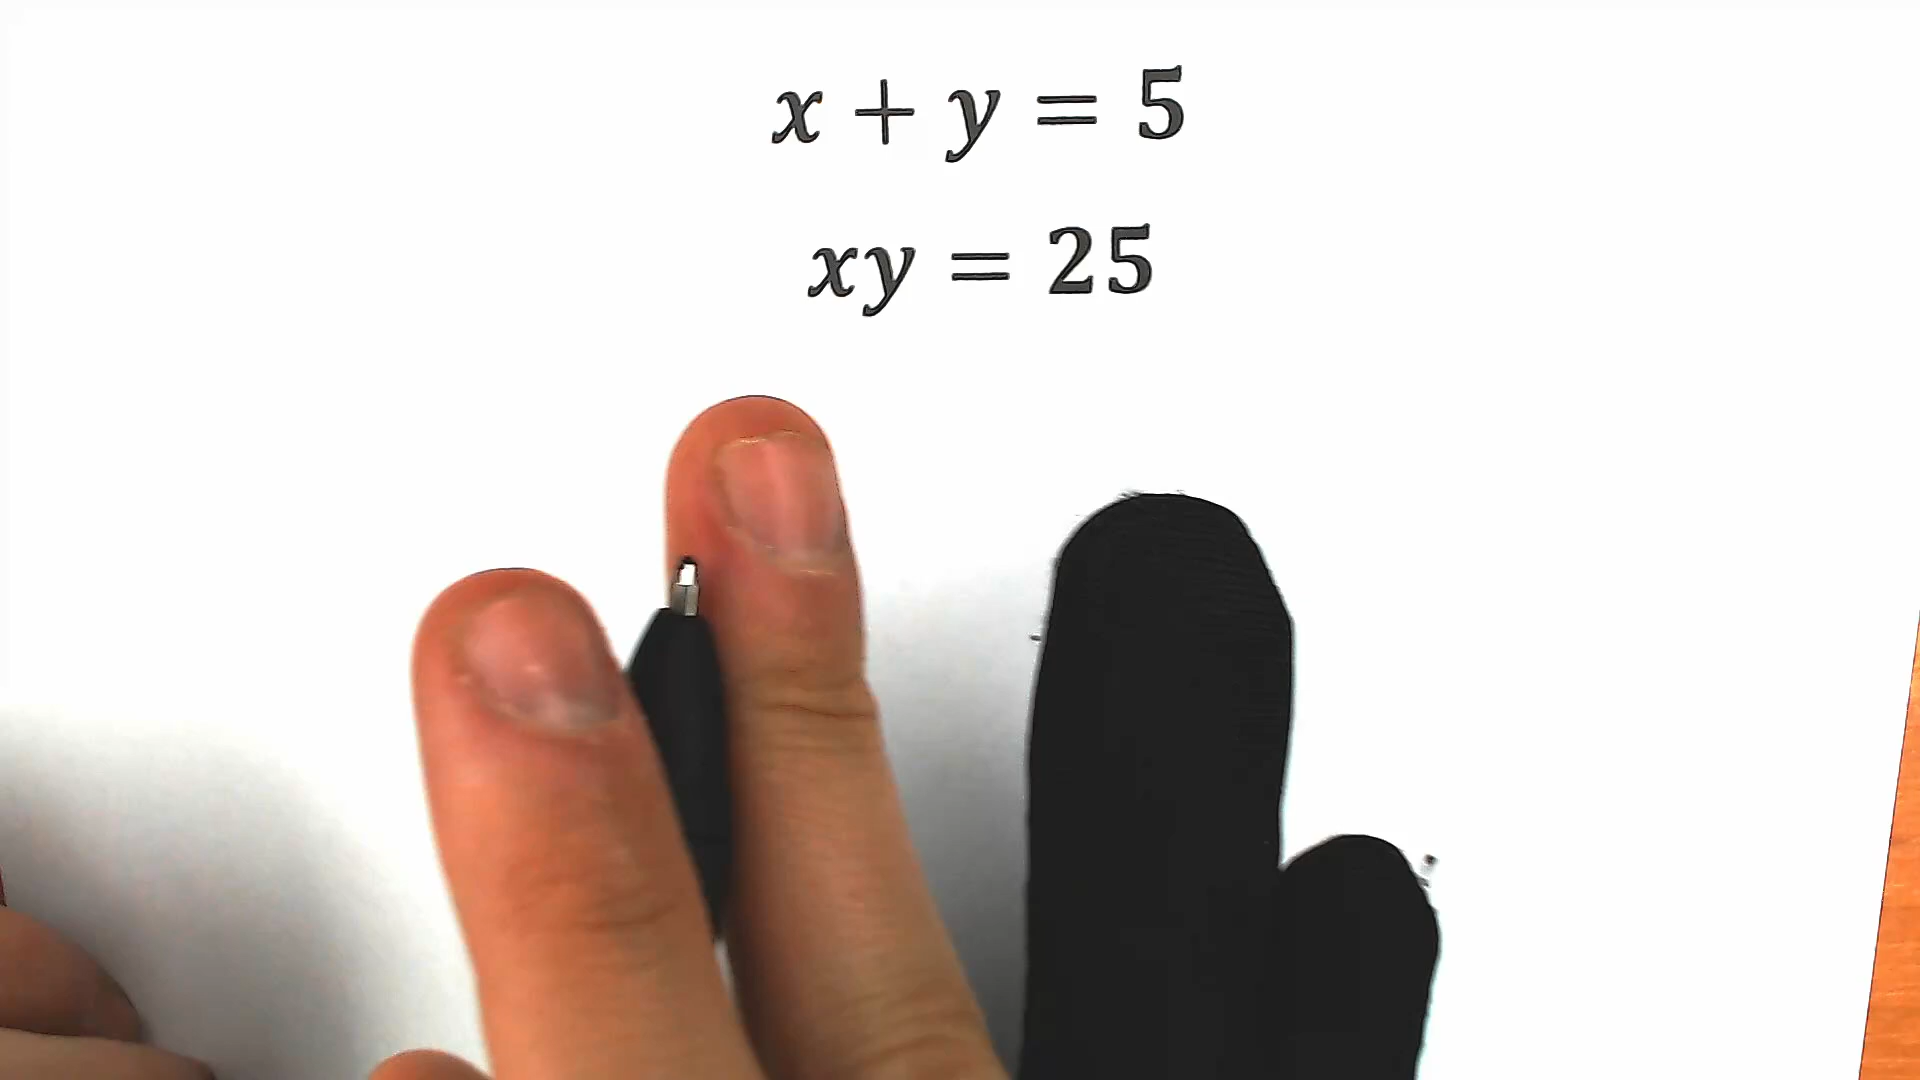 x + y = 5
xy = 25